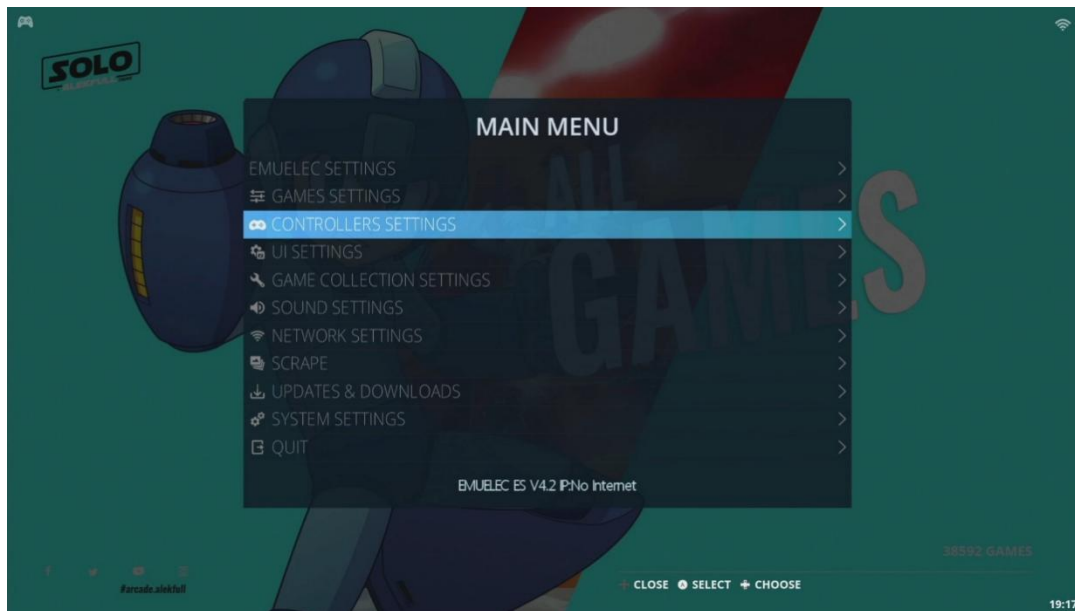 SOLO
MAIN MENU
EMUELEC SETTINGS
GAMES SETTINGS
CONTROLLERS SETTINGS
UI SETTINGS
GAME COLLECTION SETTINGS
SOUND SETTINGS
NETWORK SETTINGS
SCRAPE
UPDATES & DOWNLOADS
SYSTEM SETTINGS
QUIT
EMUELEC ES V4.2 IP:No Internet
ALL
GAMES
38592 GAMES
#arcade.alekfull
CLOSE SELECT CHOOSE
19:17